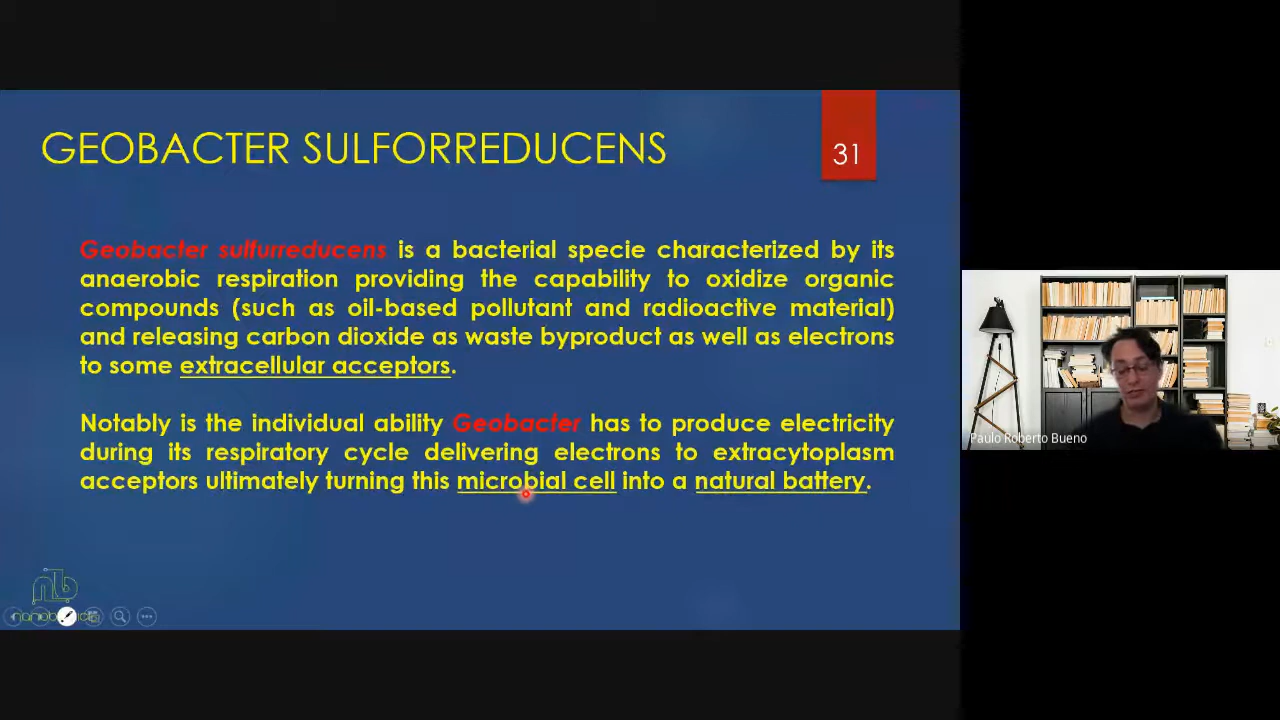 GEOBACTER SULFORREDUCENS
31
Geobacter sulfurreducens is a bacterial specie characterized by its
anaerobic respiration providing the capability to oxidize organic
compounds (such as oil-based pollutant and radioactive material)
and releasing carbon dioxide as waste byproduct as well as electrons
to some extracellular acceptors.
Notably is the individual ability Geobacter has to produce electricity
during its respiratory cycle delivering electrons to extracytoplasm
acceptors ultimately turning this microbial cell into a natural battery.
Paulo Roberto Bueno